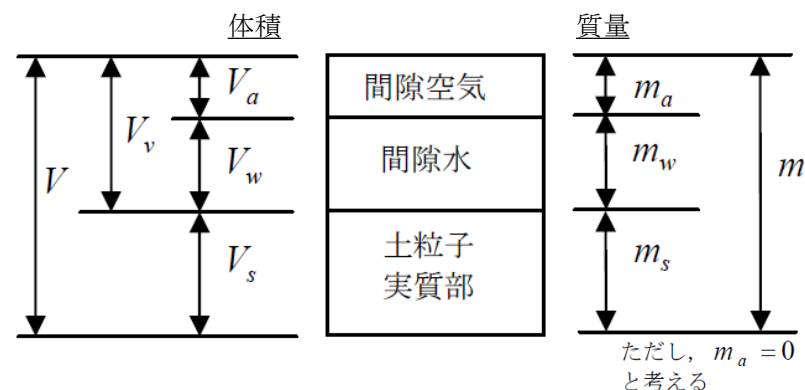 体積
質量
V
V_v
V_a
V_w
V_s
間隙空気
間隙水
土粒子
実質部
m_a
m_w
m_s
m
ただし， m_a = 0
と考える